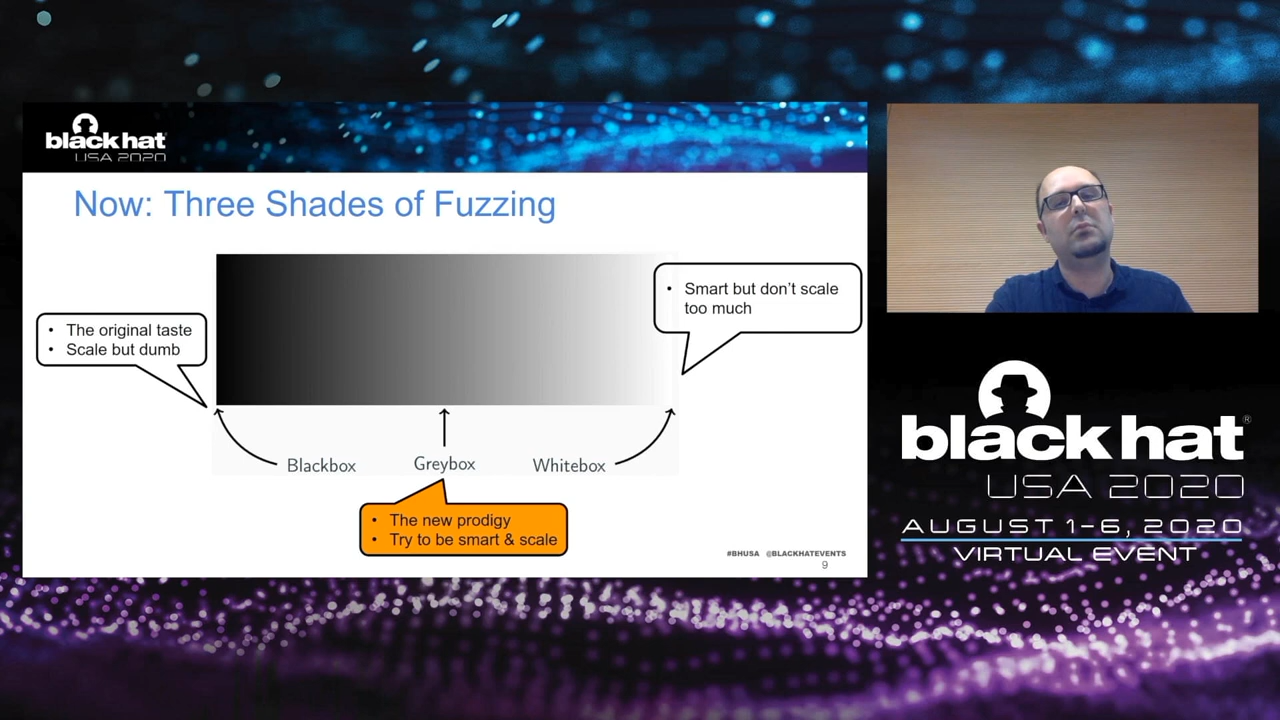 black hat
USA 2020
Now: Three Shades of Fuzzing
• The original taste
• Scale but dumb
• Smart but don't scale
too much
Blackbox
Greybox
Whitebox
• The new prodigy
• Try to be smart & scale
#BHUSA @BLACKHATEVENTS
9
black hat®
USA 2020
AUGUST 1-6, 2020
VIRTUAL EVENT